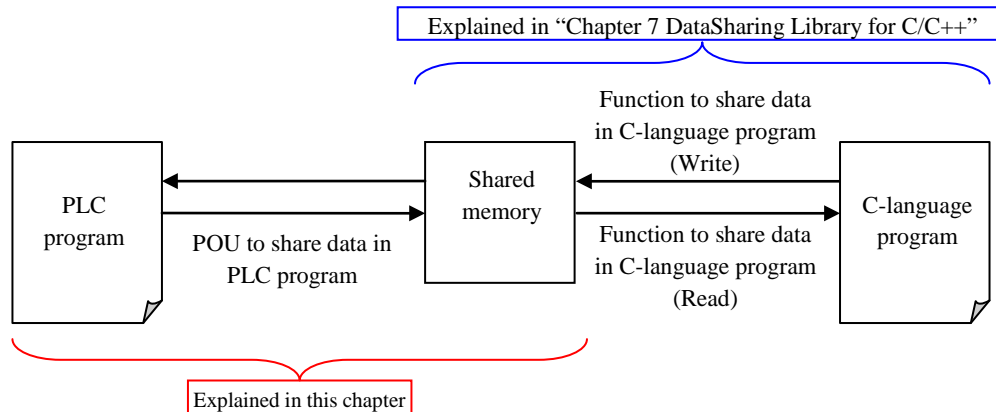 Explained in “Chapter 7 DataSharing Library for C/C++”
Function to share data
in C-language program
(Write)
PLC
program
Shared
memory
C-language
program
POU to share data in
PLC program
Function to share data
in C-language program
(Read)
Explained in this chapter